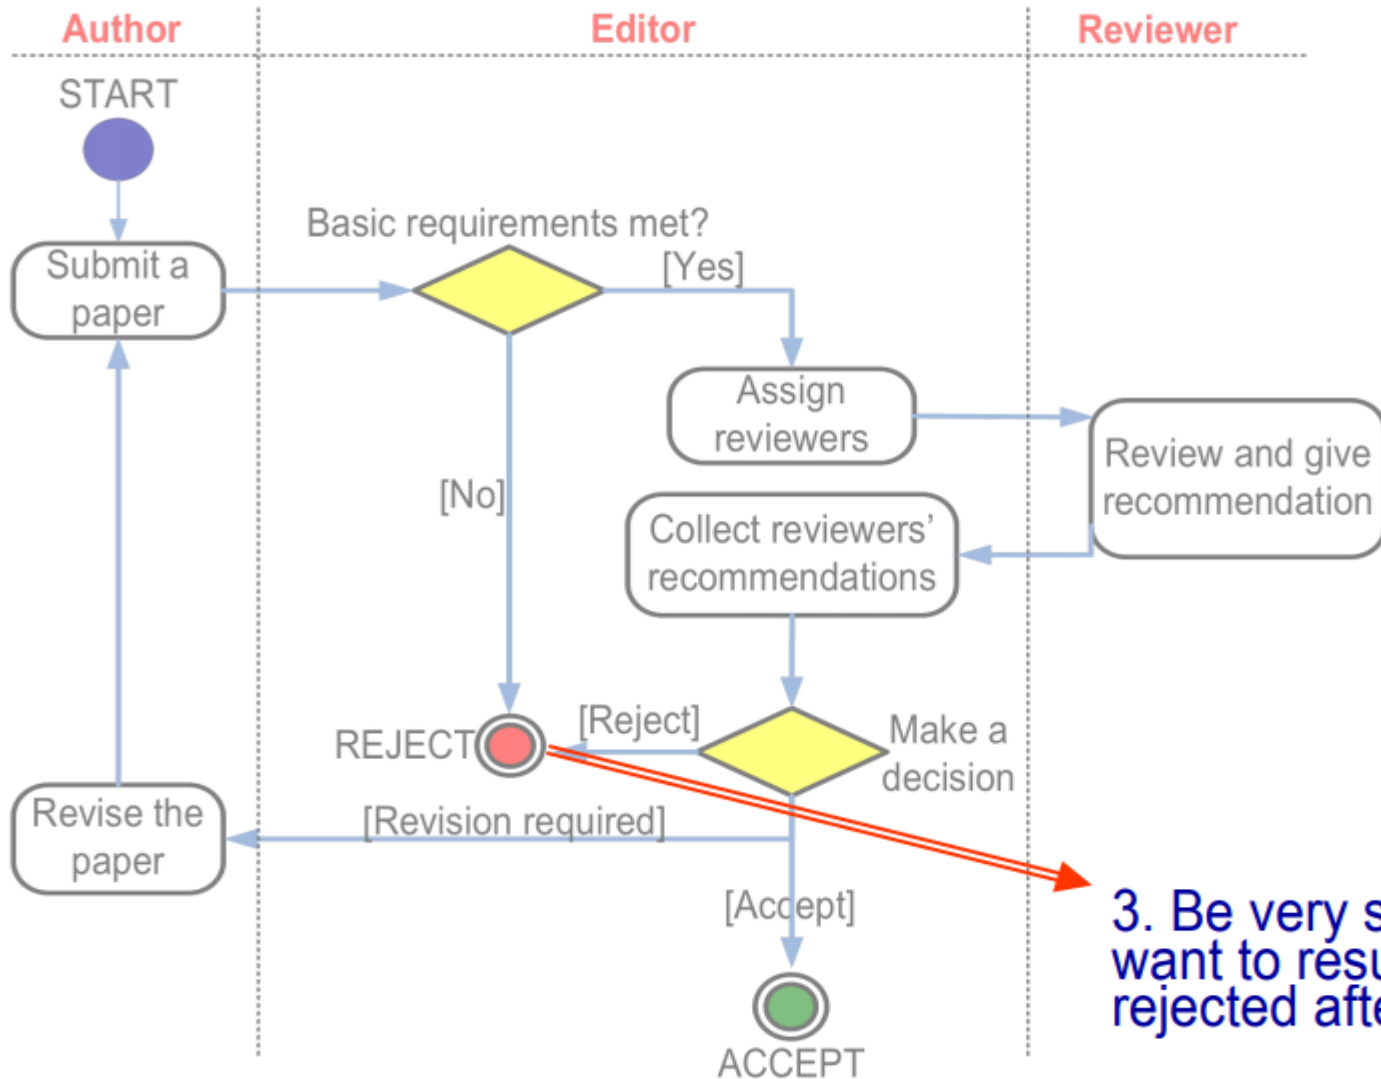 Author
Editor
Reviewer
START
Basic requirements met?
Submit a
paper
[Yes]
Assign
reviewers
Review and give
recommendation
[No]
Collect reviewers’
recommendations
REJECT
[Reject]
Make a
decision
Revise the
paper
[Revision required]
[Accept]
3. Be very
want to
rejected
ACCEPT